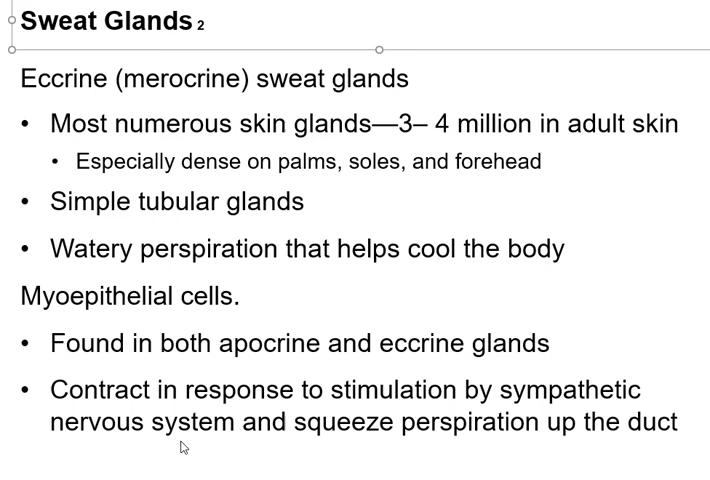 Sweat Glands 2
Eccrine (merocrine) sweat glands
• Most numerous skin glands—3– 4 million in adult skin
• Especially dense on palms, soles, and forehead
• Simple tubular glands
• Watery perspiration that helps cool the body
Myoepithelial cells.
• Found in both apocrine and eccrine glands
• Contract in response to stimulation by sympathetic
nervous system and squeeze perspiration up the duct